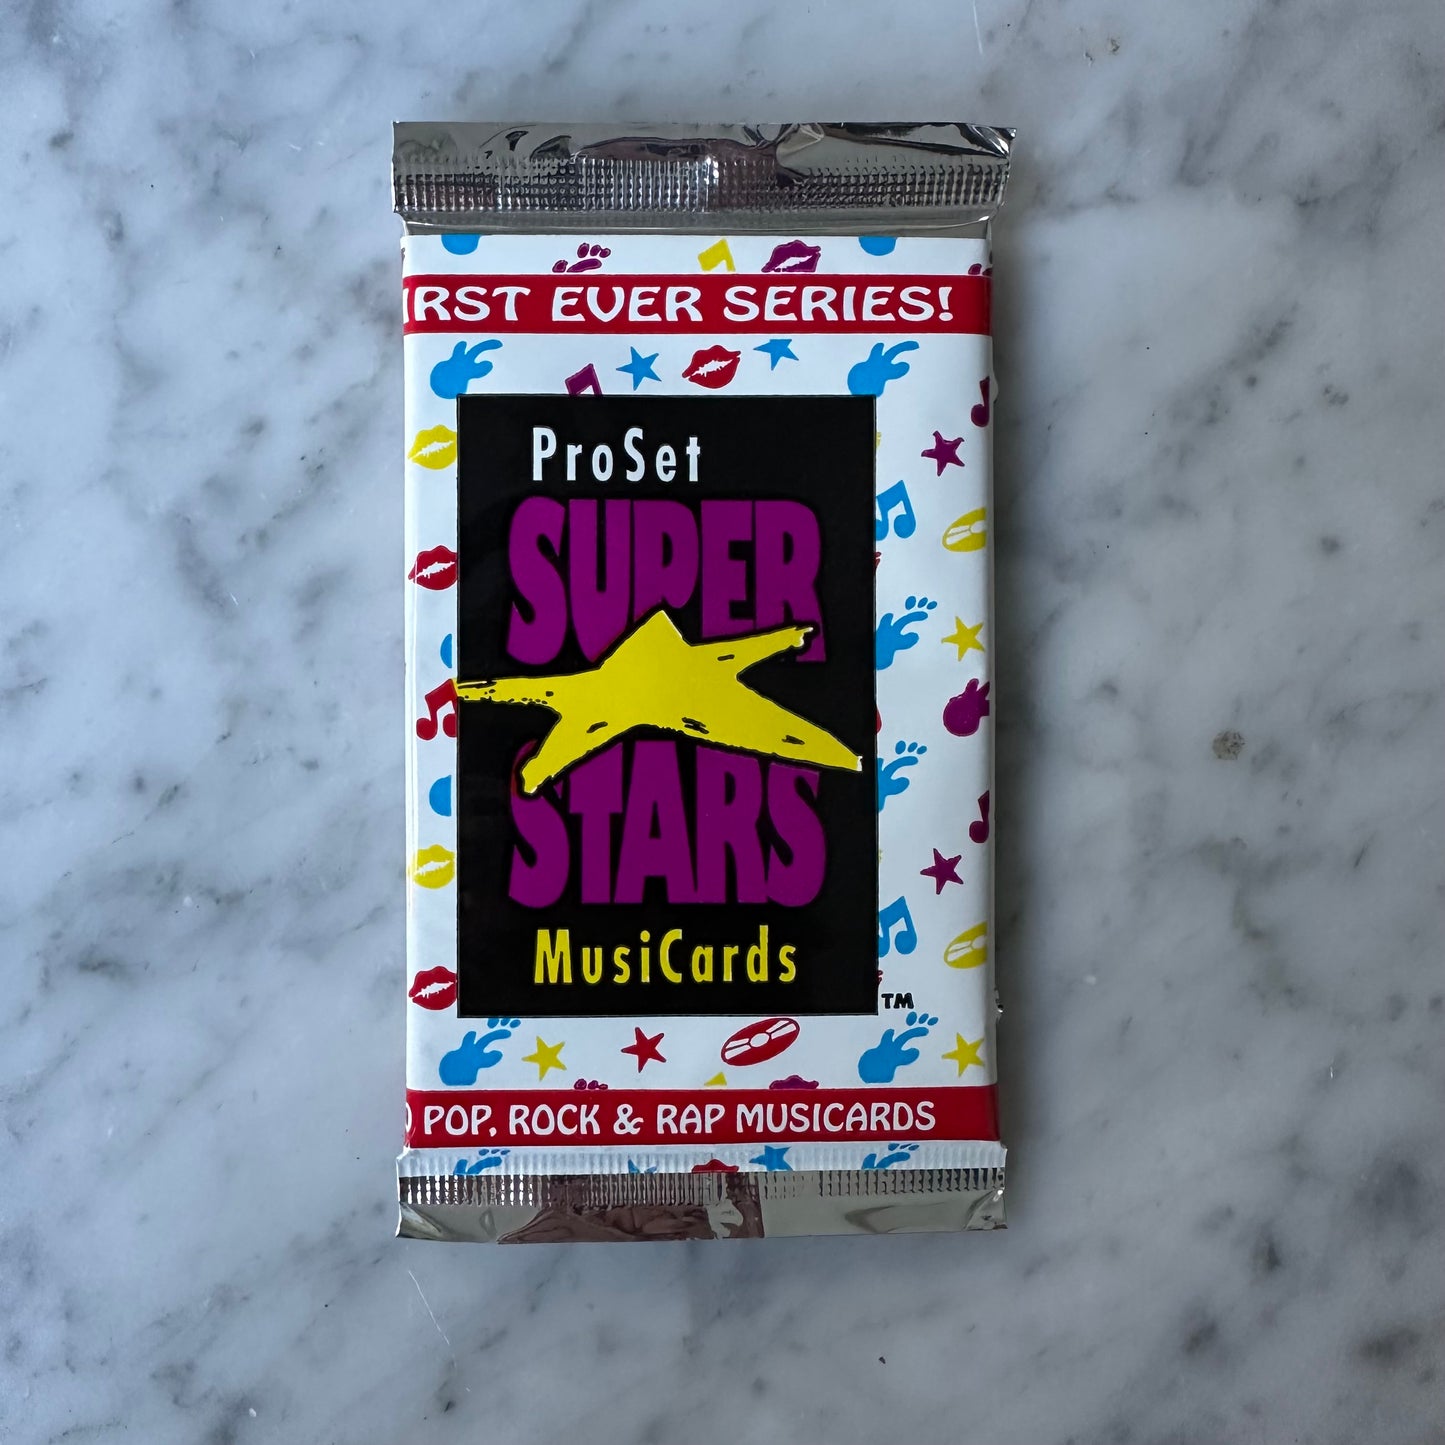 IRST EVER SERIES!
ProSet
SUPER
STARS
MusiCards
TM
POP, ROCK & RAP MUSICARDS